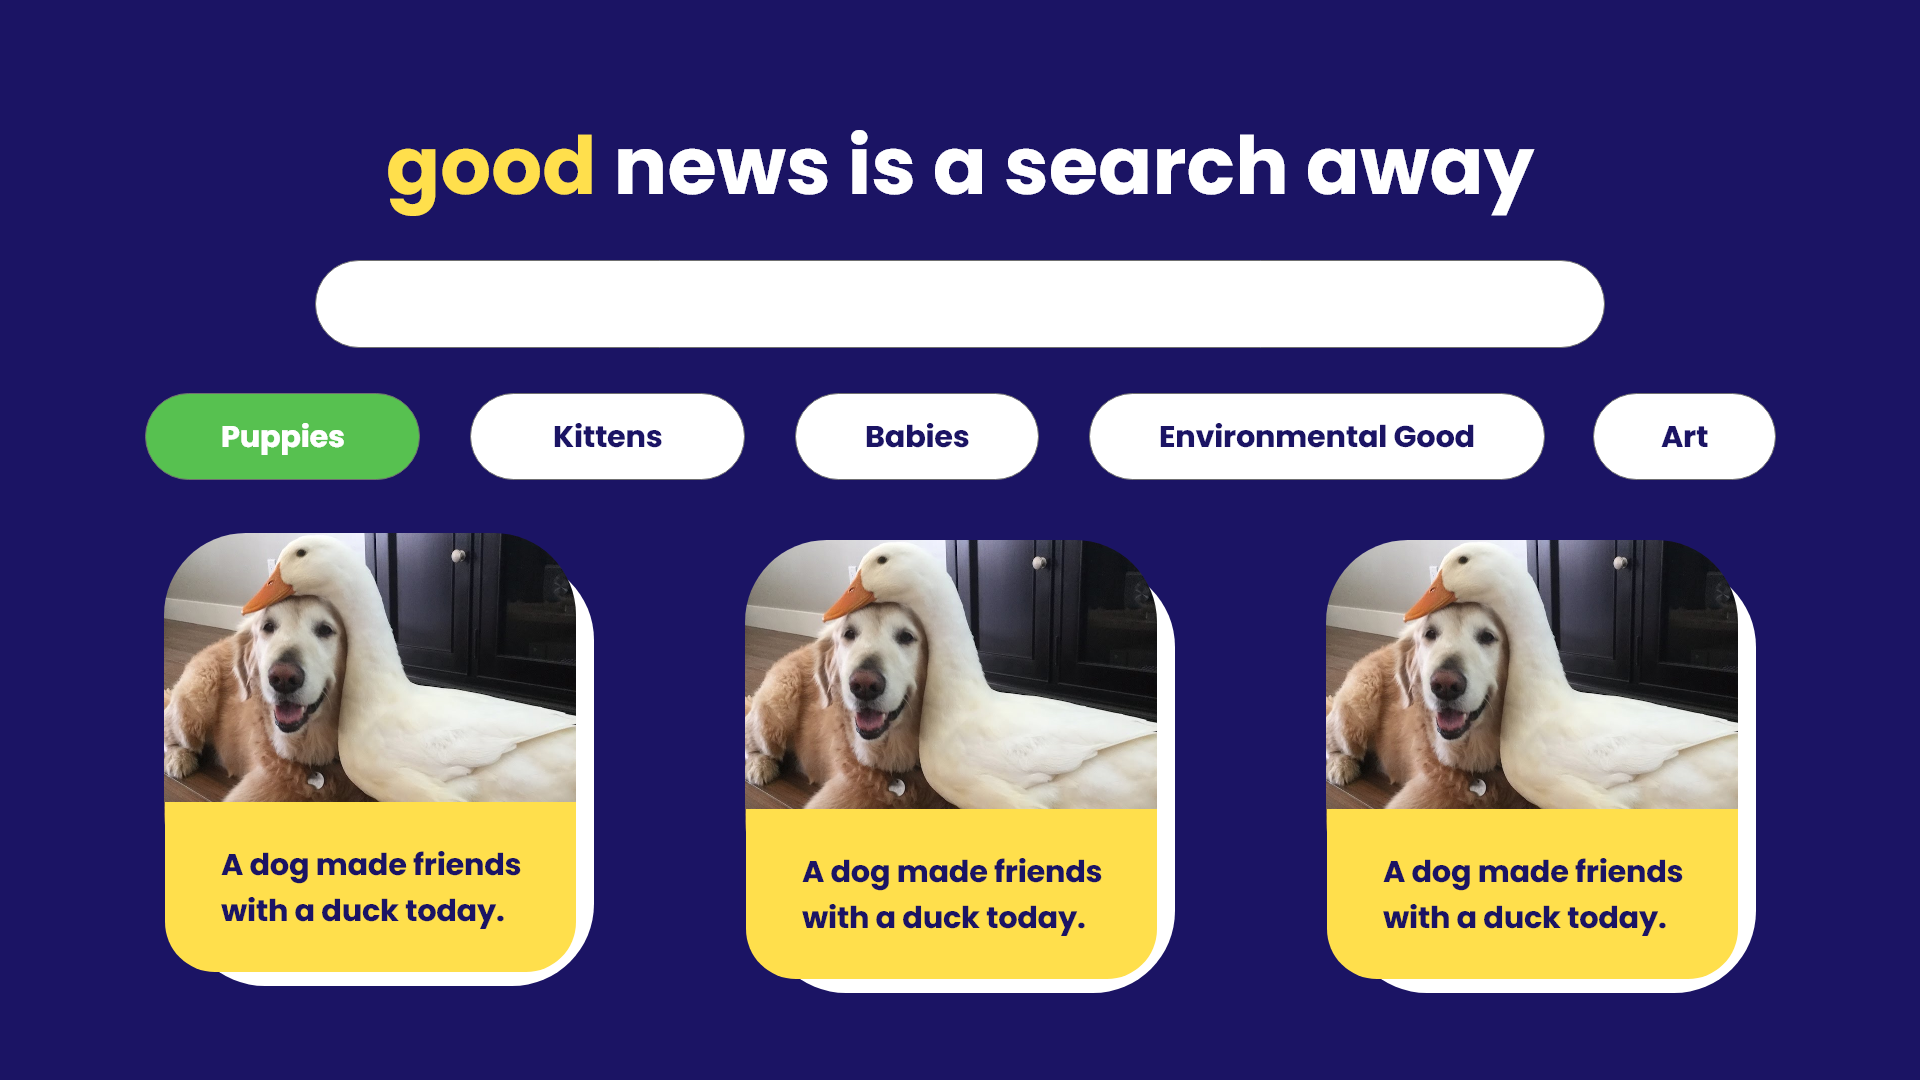 good news is a search away
Puppies
Kittens
Babies
Environmental Good
Art
A dog made friends
with a duck today.
A dog made friends
with a duck today.
A dog made friends
with a duck today.